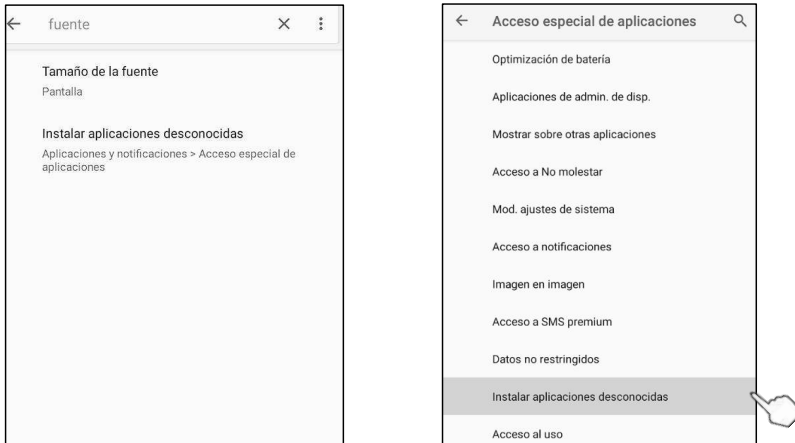 fuente
Tamaño de la fuente
Pantalla
Instalar aplicaciones desconocidas
Aplicaciones y notificaciones > Acceso especial de
aplicaciones
Acceso especial de aplicaciones
Optimización de batería
Aplicaciones de admin. de disp.
Mostrar sobre otras aplicaciones
Acceso a No molestar
Mod. ajustes de sistema
Acceso a notificaciones
Imagen en imagen
Acceso a SMS premium
Datos no restringidos
Instalar aplicaciones desconocidas
Acceso al uso